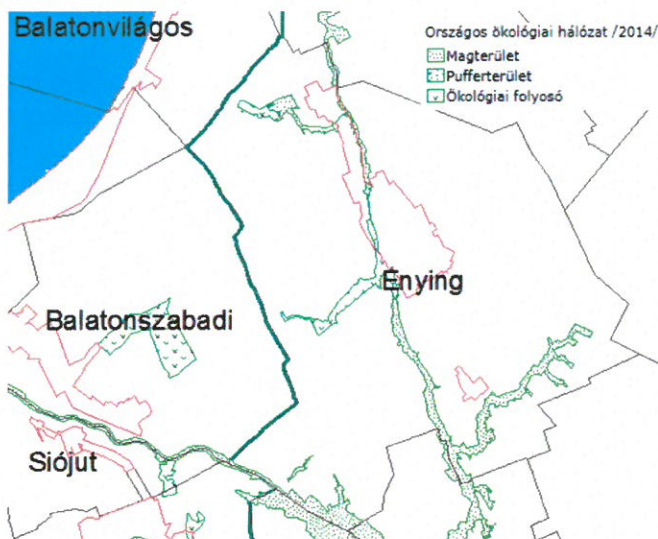 Balatonvilágos
Országos ökológiai hálózat /2014/
Magterület
Pufferterület
Ökológiai folyosó
Enying
Balatonszabadi
Siójut